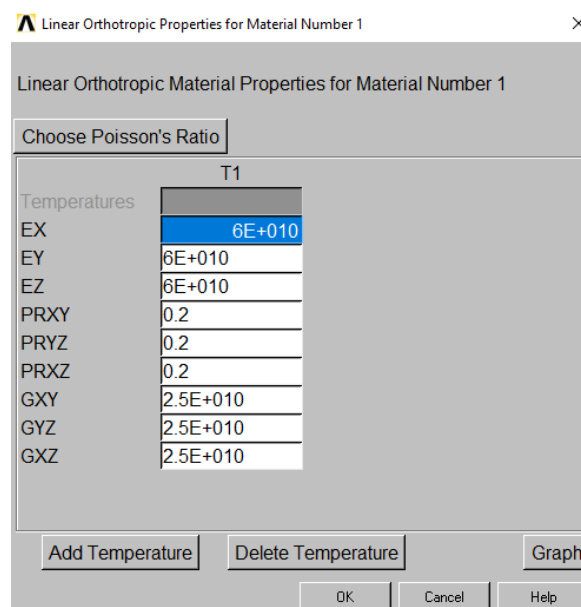 Linear Orthotropic Properties for Material Number 1
Linear Orthotropic Material Properties for Material Number 1
Choose Poisson's Ratio
T1
Temperatures
EX 6E+010
EY 6E+010
EZ 6E+010
PRXY 0.2
PRYZ 0.2
PRXZ 0.2
GXY 2.5E+010
GYZ 2.5E+010
GXZ 2.5E+010
Add Temperature Delete Temperature Graph
OK Cancel Help